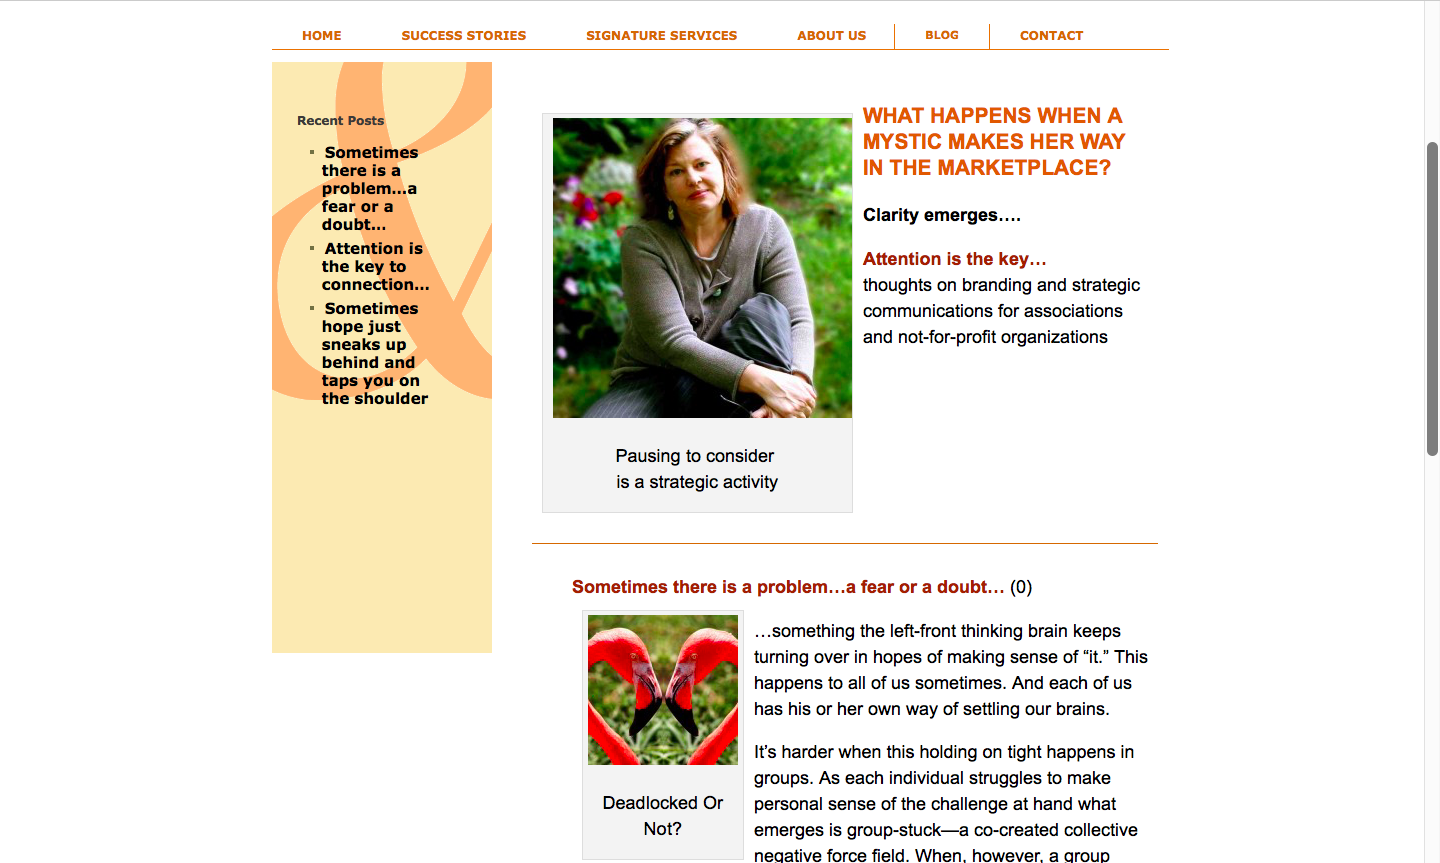 HOME SUCCESS STORIES SIGNATURE SERVICES ABOUT US BLOG CONTACT
Recent Posts
Sometimes
there is a
problem…a
fear or a
doubt…
Attention is
the key to
connection…
Sometimes
hope just
sneaks up
behind and
taps you on
the shoulder
Pausing to consider
is a strategic activity
WHAT HAPPENS WHEN A
MYSTIC MAKES HER WAY
IN THE MARKETPLACE?
Clarity emerges….
Attention is the key…
thoughts on branding and strategic
communications for associations
and not-for-profit organizations
Sometimes there is a problem…a fear or a doubt… (0)
Deadlocked Or
Not?
…something the left-front thinking brain keeps
turning over in hopes of making sense of “it.” This
happens to all of us sometimes. And each of us
has his or her own way of settling our brains.
It’s harder when this holding on tight happens in
groups. As each individual struggles to make
personal sense of the challenge at hand what
emerges is group-stuck—a co-created collective
negative force field. When, however, a group